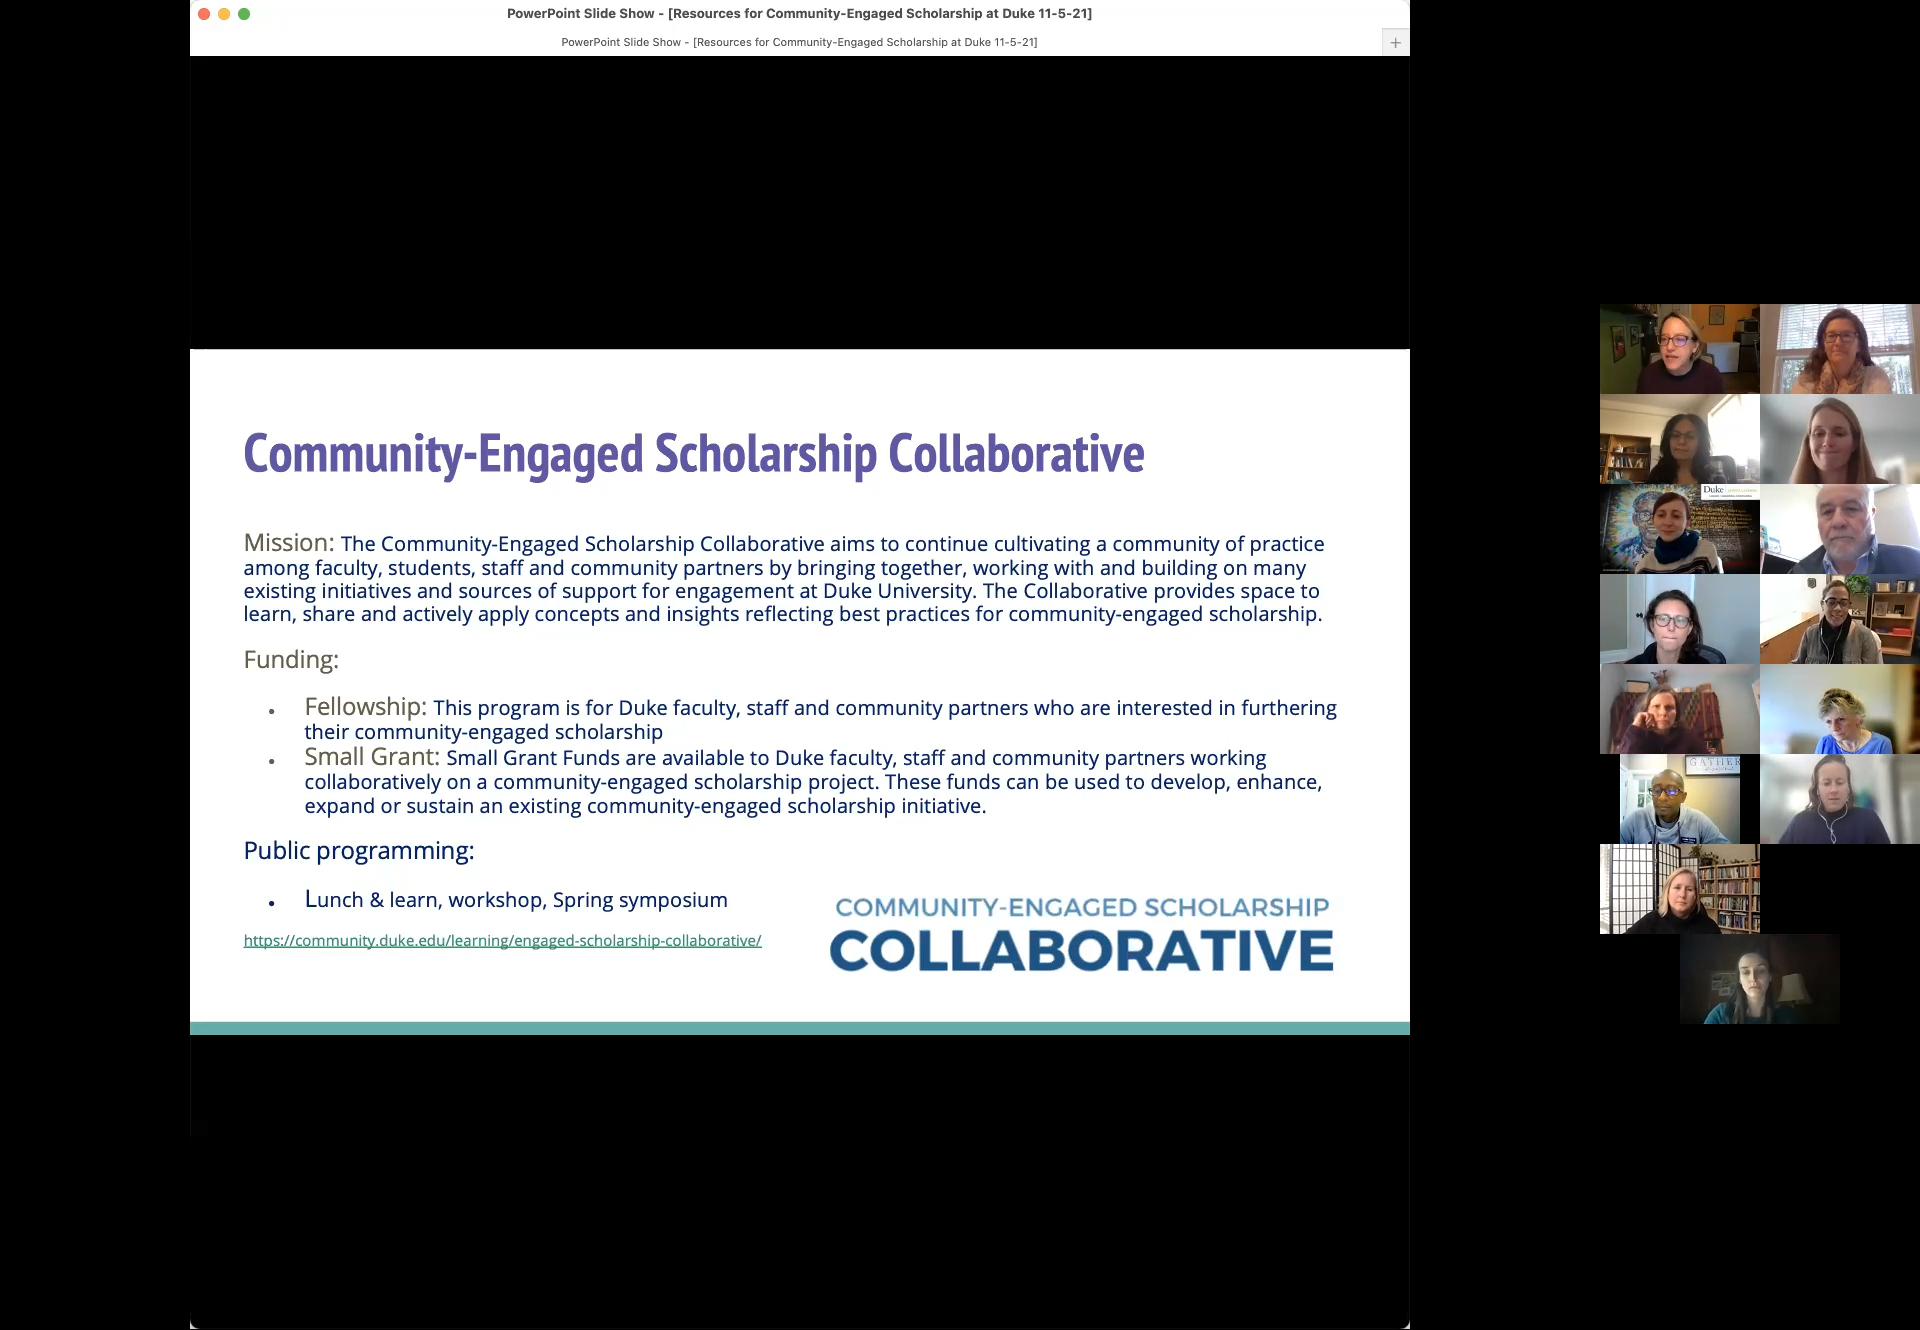 PowerPoint Slide Show - [Resources for Community-Engaged Scholarship at Duke 11-5-21]
PowerPoint Slide Show - [Resources for Community-Engaged Scholarship at Duke 11-5-21]
Community-Engaged Scholarship Collaborative
Mission: The Community-Engaged Scholarship Collaborative aims to continue cultivating a community of practice
among faculty, students, staff and community partners by bringing together, working with and building on many
existing initiatives and sources of support for engagement at Duke University. The Collaborative provides space to
learn, share and actively apply concepts and insights reflecting best practices for community-engaged scholarship.
Funding:
• Fellowship: This program is for Duke faculty, staff and community partners who are interested in furthering
their community-engaged scholarship
• Small Grant: Small Grant Funds are available to Duke faculty, staff and community partners working
collaboratively on a community-engaged scholarship project. These funds can be used to develop, enhance,
expand or sustain an existing community-engaged scholarship initiative.
Public programming:
• Lunch & learn, workshop, Spring symposium
https://community.duke.edu/learning/engaged-scholarship-collaborative/
COMMUNITY-ENGAGED SCHOLARSHIP
COLLABORATIVE
Duke
GATHER